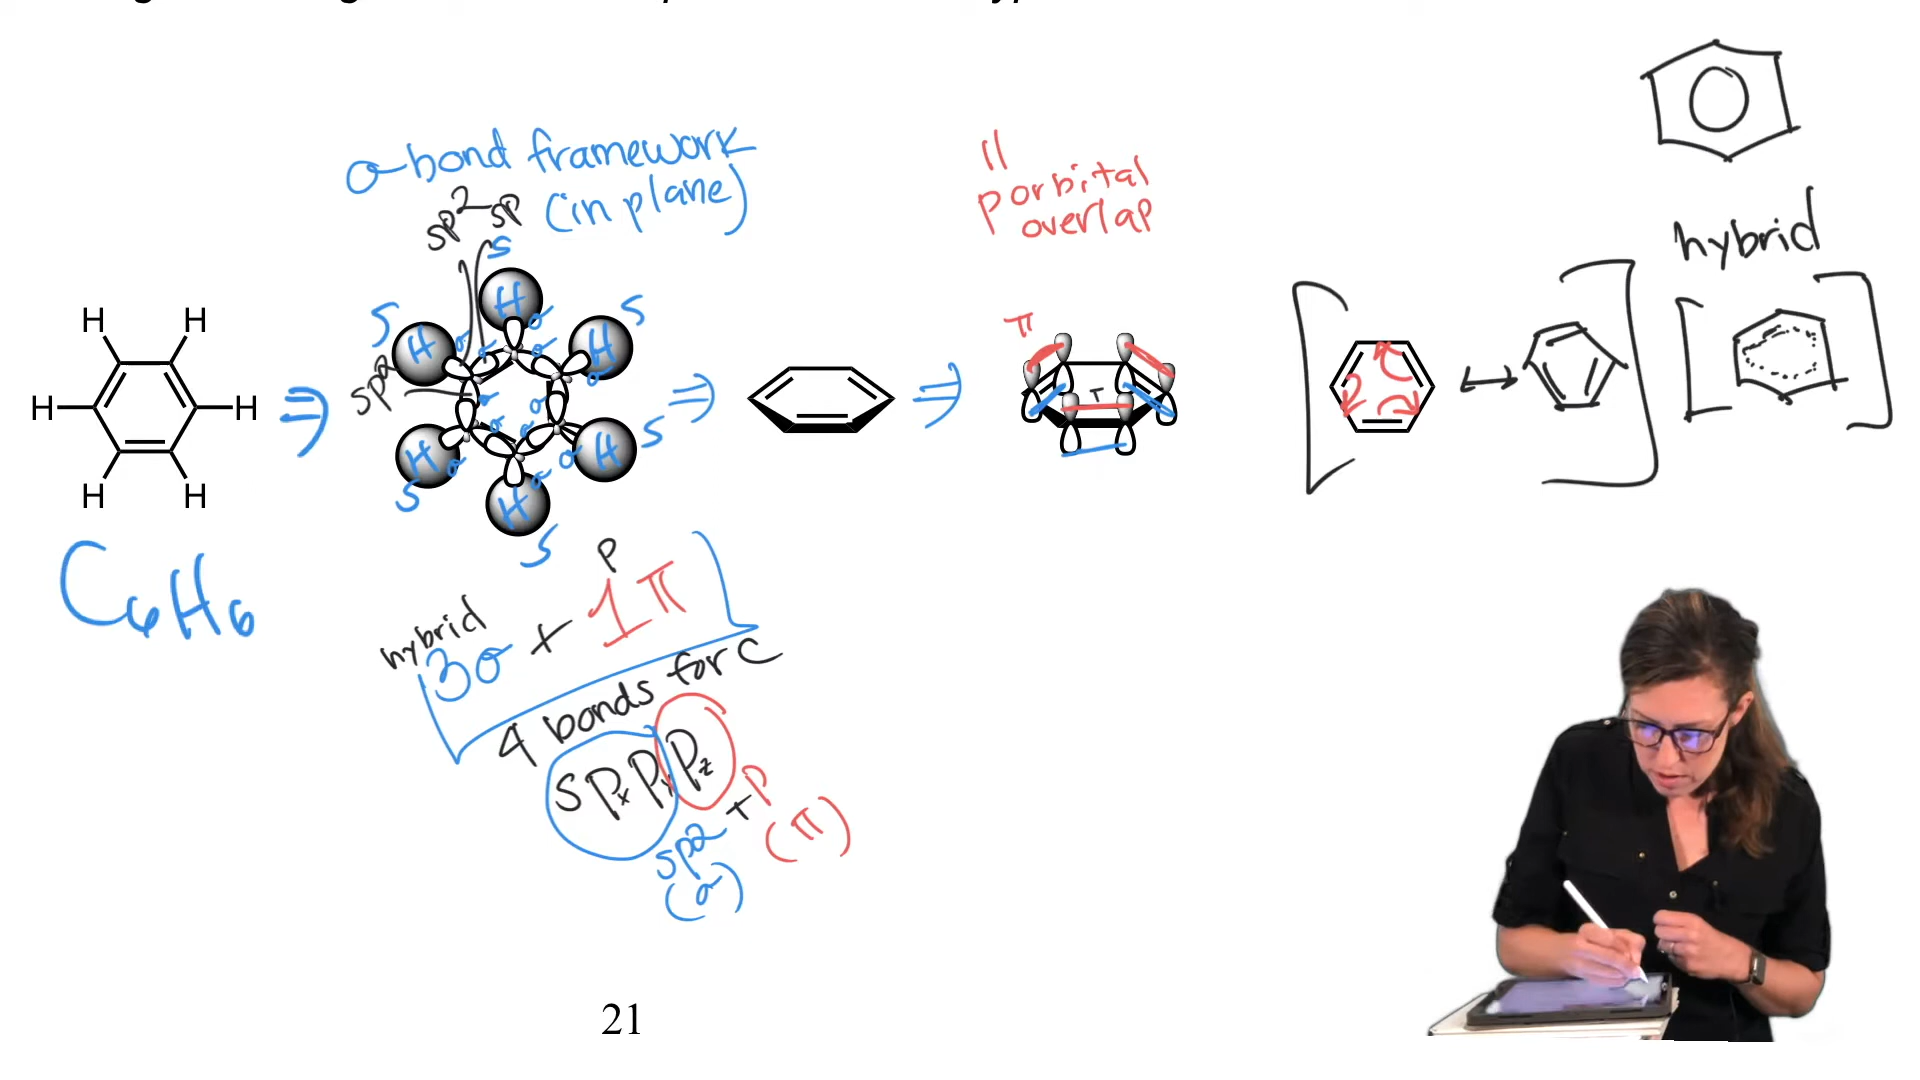 σ-bond framework
(in plane)
sp²-sp
S
S
S
sp²
S
S
S
H
H
H
H
H
H
σ
σ
σ
σ
σ
σ
σ
σ
σ
σ
σ
σ
H H
H H
H H
C6H6
hybrid
p
3σ + 1π
4 bonds for C
s px py pz
sp2 + p
(σ) (π)
π
p orbital
overlap
π
hybrid
21